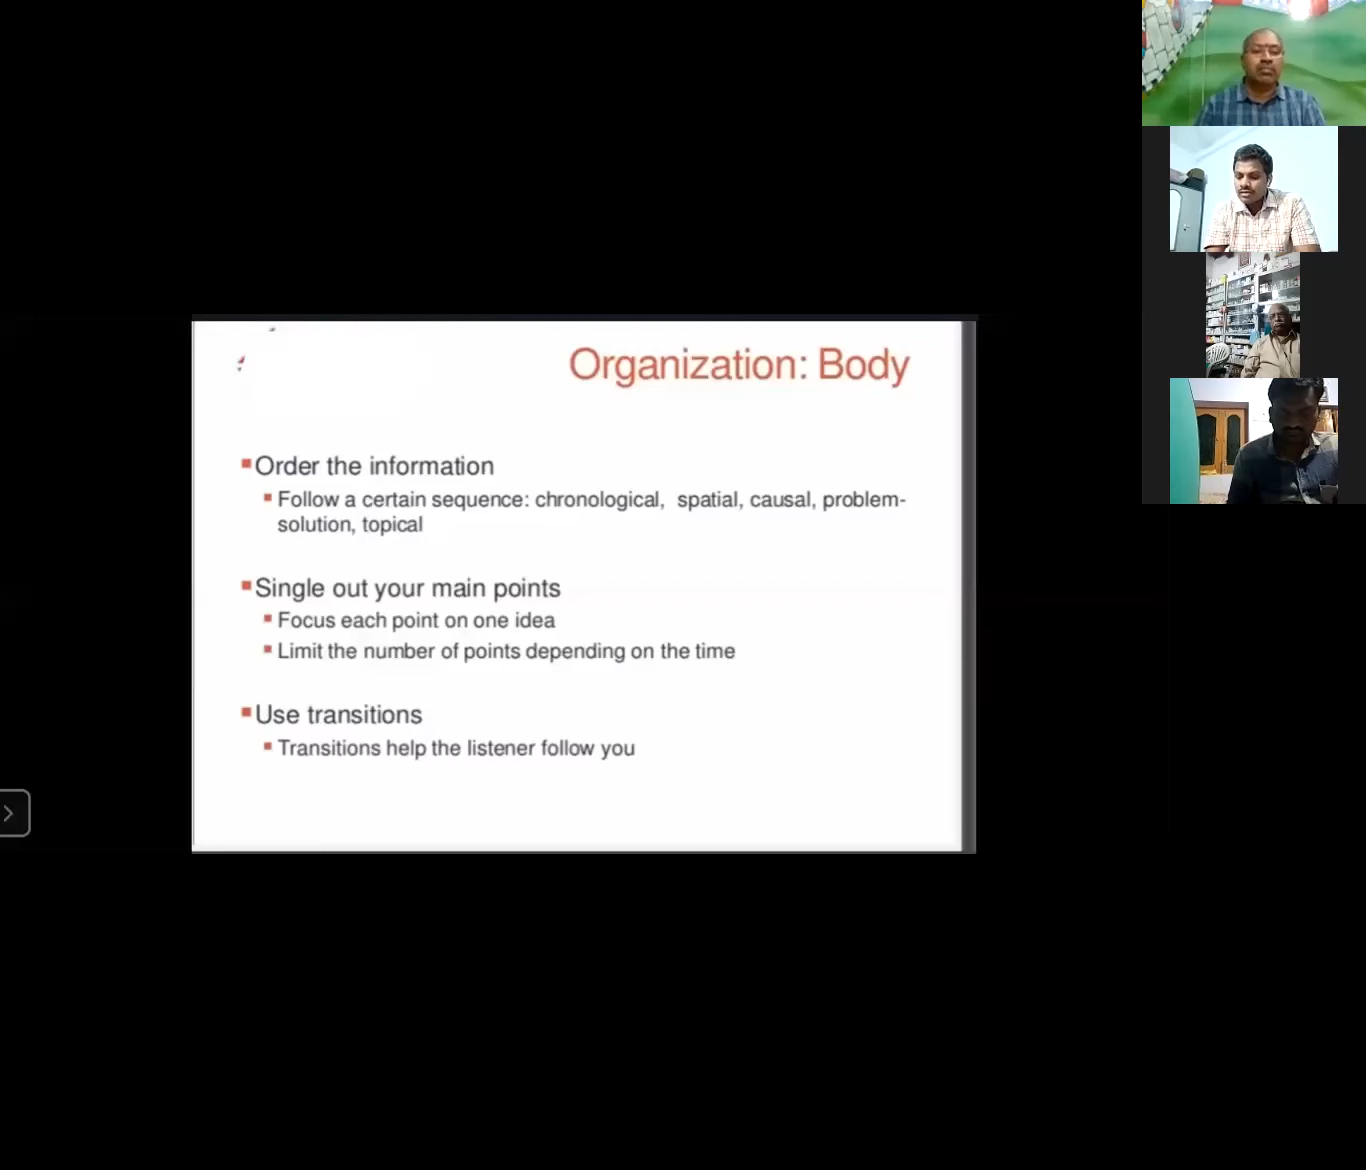 Organization: Body
Order the information
Follow a certain sequence: chronological, spatial, causal, problem-
solution, topical
Single out your main points
Focus each point on one idea
Limit the number of points depending on the time
Use transitions
Transitions help the listener follow you